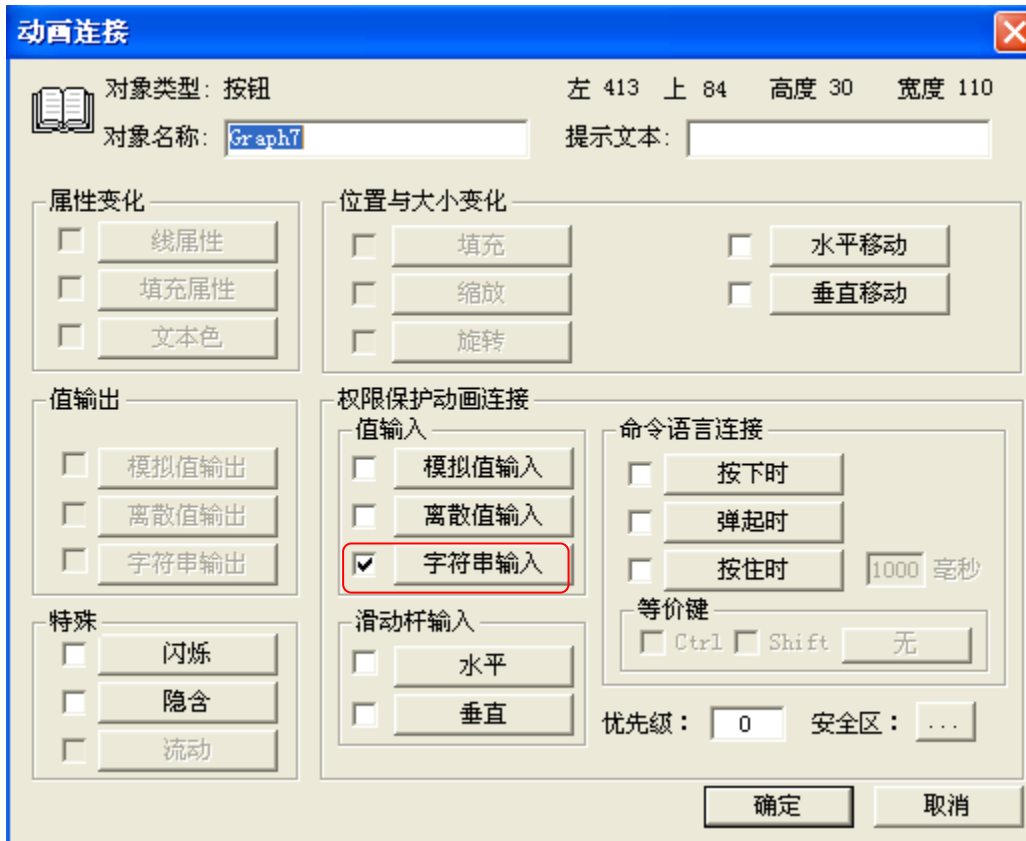 动画连接
对象类型: 按钮 左 413 上 84 高度 30 宽度 110
对象名称: Graph7 提示文本:
属性变化 位置与大小变化
线属性 填充 水平移动
填充属性 缩放 垂直移动
文本色 旋转
值输出 权限保护动画连接
值输入 命令语言连接
模拟值输出 模拟值输入 按下时
离散值输出 离散值输入 弹起时
字符串输出 字符串输入 按住时 1000 毫秒
特殊 滑动杆输入 等价键
闪烁 水平 Ctrl Shift 无
隐含 垂直 优先级: 0 安全区: ...
流动
确定 取消